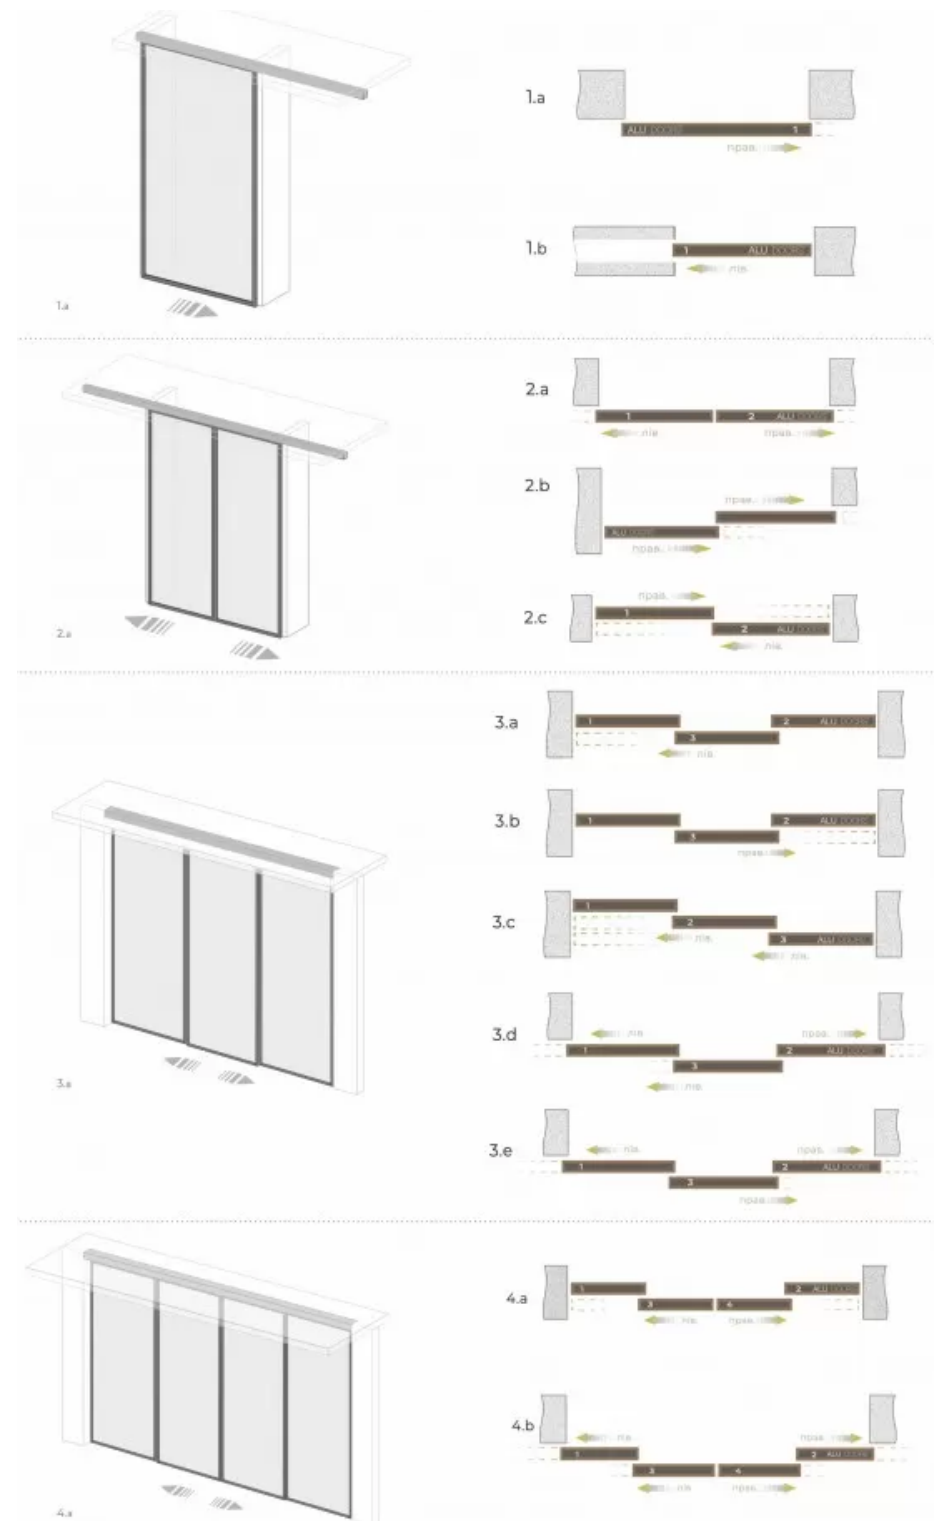 1.a
1.a
ALU DOORS 1
прав.
1.b
1 ALU DOORS
лів.
2.a
2.a
1 2 ALU DOORS
лів. прав.
2.b
прав.
ALU DOORS
прав.
2.c
прав.
1
2 ALU DOORS
лів.
3.a
3.a
1 2 ALU DOORS
3
лів.
3.b
1 2 ALU DOORS
3
прав.
3.c
1
2
лів. 3 ALU DOORS
лів.
3.d
лів. прав.
1 2 ALU DOORS
3
лів.
3.e
лів. прав.
1 2 ALU DOORS
3
прав.
4.a
4.a
1 2 ALU DOORS
3 4
лів. прав.
4.b
лів. прав.
1 2 ALU DOORS
3 4
лів. прав.